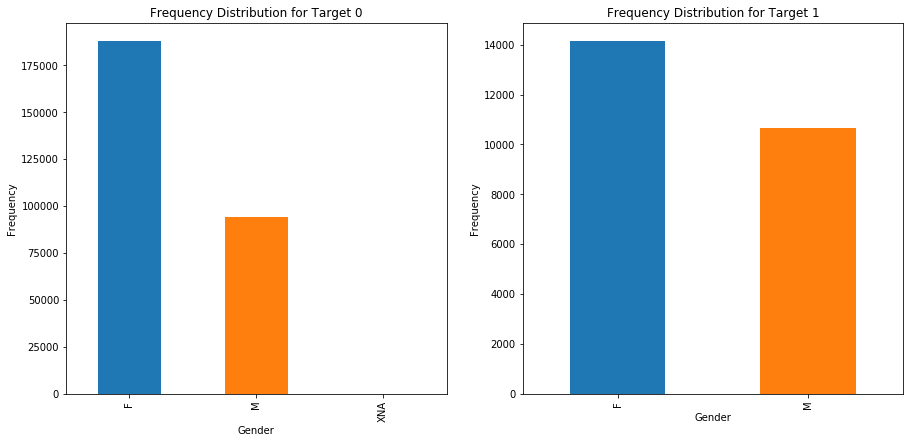 Frequency Distribution for Target 0
Frequency
175000
150000
125000
100000
75000
50000
25000
0
F
M
XNA
Gender
Frequency Distribution for Target 1
Frequency
14000
12000
10000
8000
6000
4000
2000
0
F
M
Gender